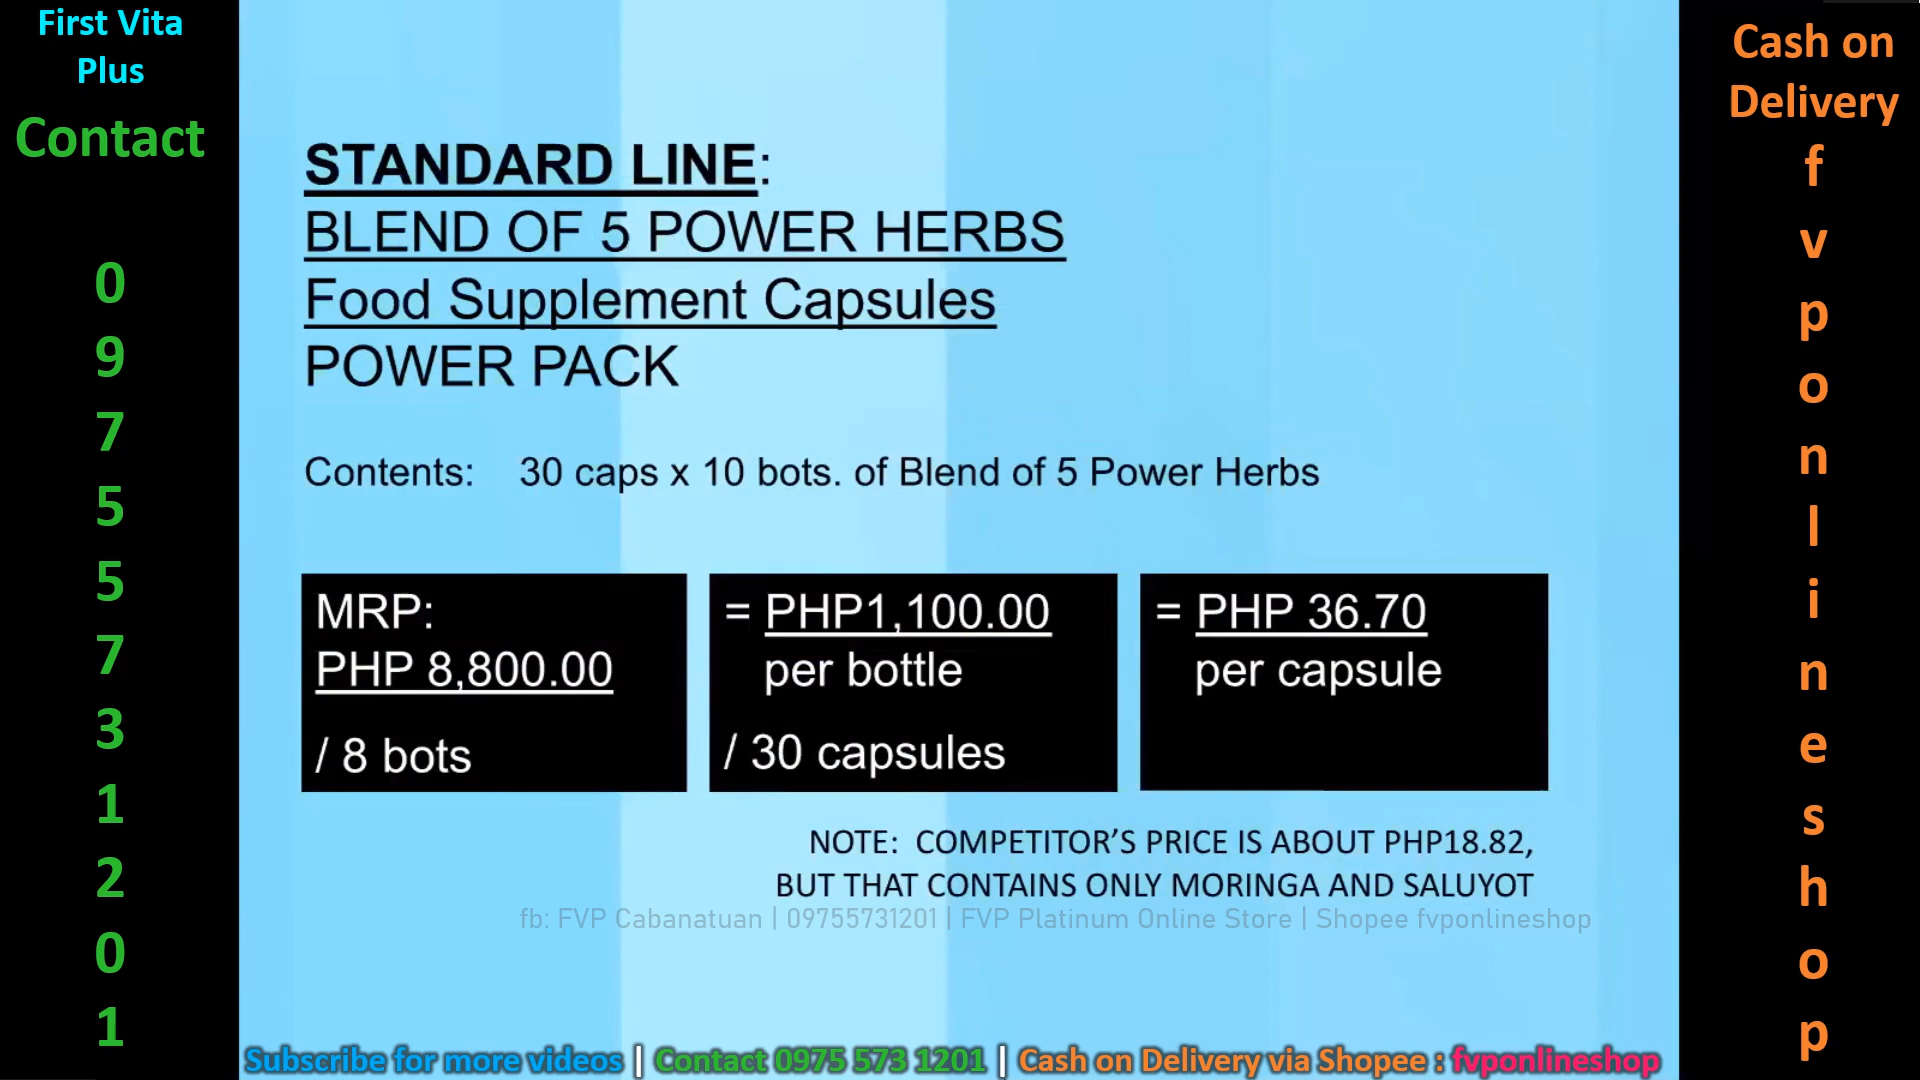 First Vita
Plus
Contact
0
9
7
5
5
7
3
1
2
0
1
STANDARD LINE:
BLEND OF 5 POWER HERBS
Food Supplement Capsules
POWER PACK
Contents: 30 caps x 10 bots. of Blend of 5 Power Herbs
MRP:
PHP 8,800.00
/ 8 bots
= PHP1,100.00
per bottle
/ 30 capsules
= PHP 36.70
per capsule
NOTE: COMPETITOR’S PRICE IS ABOUT PHP18.82,
BUT THAT CONTAINS ONLY MORINGA AND SALUYOT
fb: FVP Cabanatuan | 09755731201 | FVP Platinum Online Store | Shopee fvponlineshop
Cash on
Delivery
f
v
p
o
n
l
i
n
e
s
h
o
p
Subscribe for more videos | Contact 0975 573 1201 | Cash on Delivery via Shopee : fvponlineshop